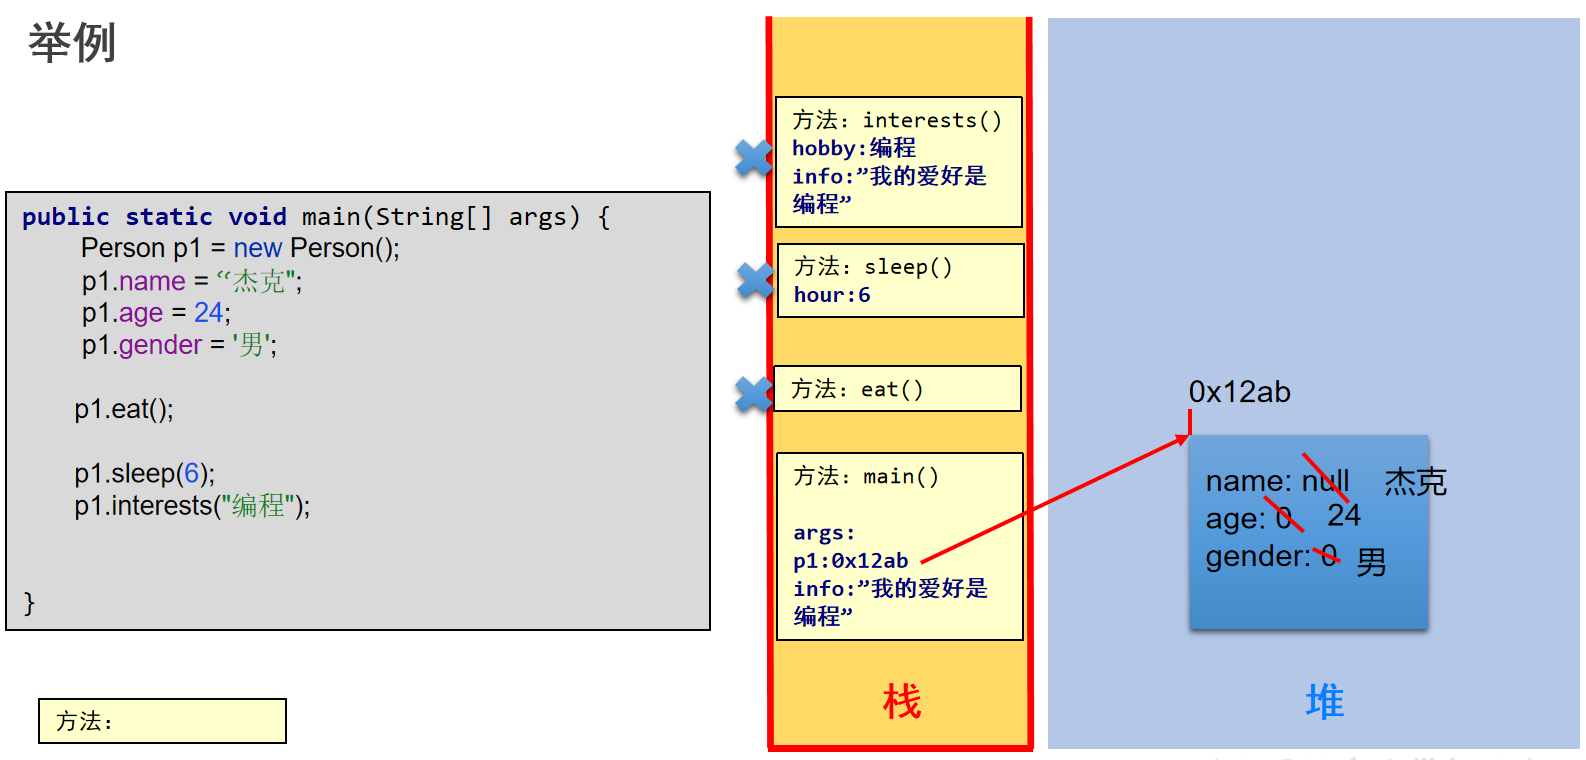 举例
public static void main(String[] args) {
Person p1 = new Person();
p1.name = “杰克";
p1.age = 24;
p1.gender = '男';
p1.eat();
p1.sleep(6);
p1.interests("编程");
}
方法：
方法：interests()
hobby:编程
info:”我的爱好是
编程”
方法：sleep()
hour:6
方法：eat()
方法：main()
args:
p1:0x12ab
info:”我的爱好是
编程”
栈
0x12ab
name: null 杰克
age: 0 24
gender: 0 男
堆